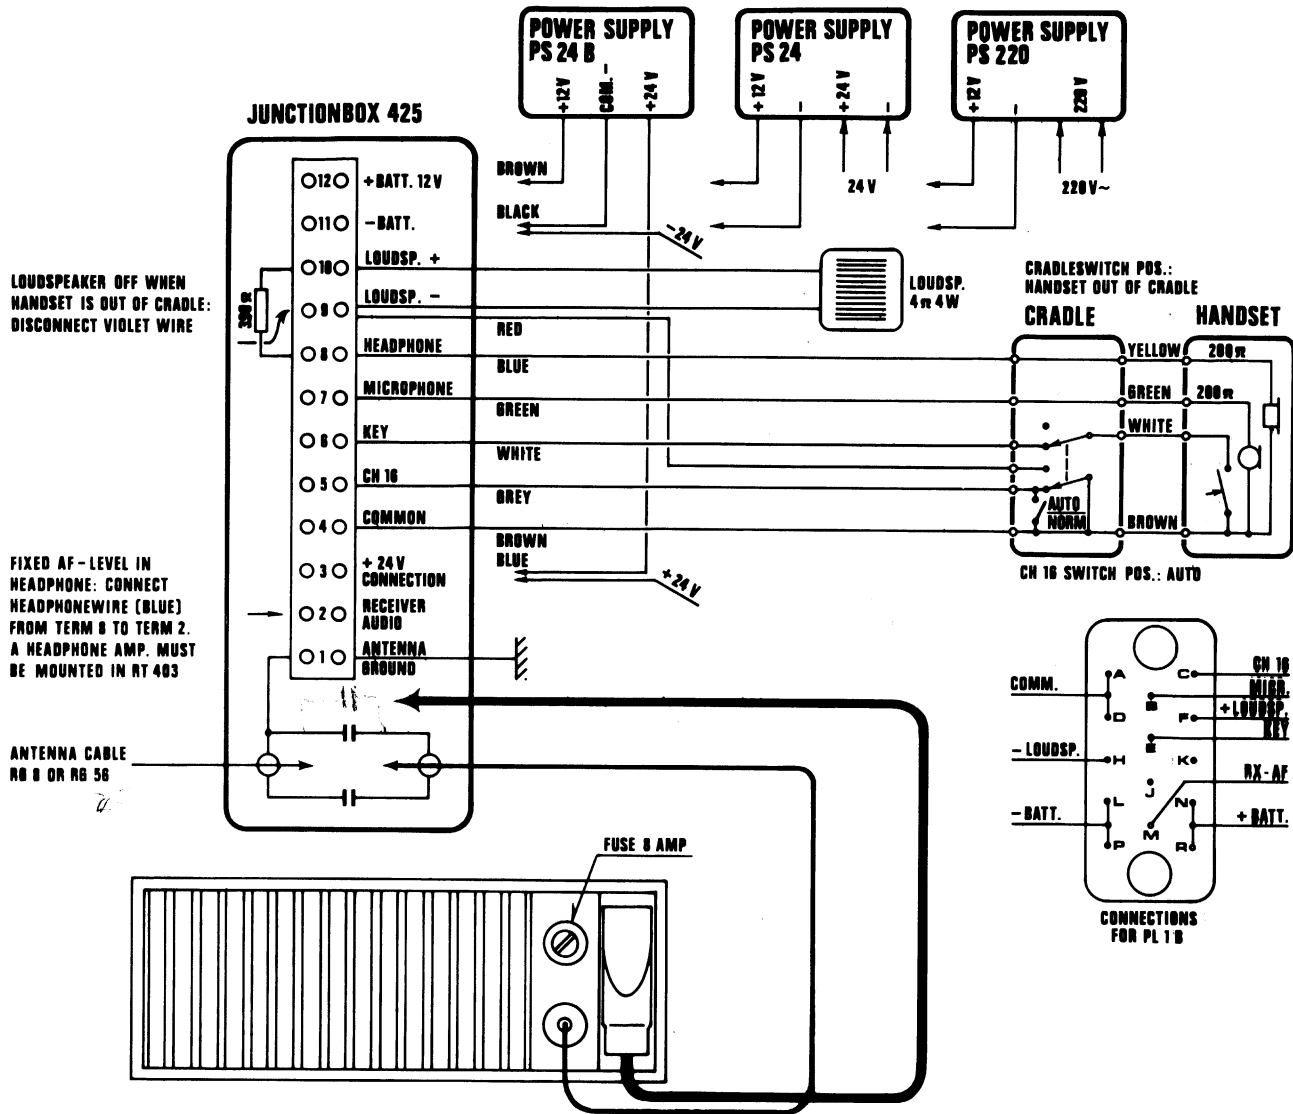 POWER SUPPLY
PS 24 B
+12V
COM. -
+24V
POWER SUPPLY
PS 24
+12V
-
+24V
-
POWER SUPPLY
PS 220
+12V
-
220V
JUNCTIONBOX 425
BROWN
24V
220V~
12
+BATT. 12V
11
-BATT.
BLACK
-24V
10
LOUDSP. +
LOUDSP.
4Ω 4W
LOUDSPEAKER OFF WHEN
HANDSET IS OUT OF CRADLE:
DISCONNECT VIOLET WIRE
390Ω
9
LOUDSP. -
RED
8
HEADPHONE
BLUE
7
MICROPHONE
GREEN
6
KEY
WHITE
5
CH 16
GREY
4
COMMON
BROWN
BLUE
3
+ 24V
CONNECTION
+ 24V
2
RECEIVER
AUDIO
1
ANTENNA
GROUND
CRADLESWITCH POS.:
HANDSET OUT OF CRADLE
CRADLE
HANDSET
YELLOW
200Ω
GREEN
200Ω
WHITE
AUTO
NORM
BROWN
CH 16 SWITCH POS.: AUTO
FIXED AF-LEVEL IN
HEADPHONE: CONNECT
HEADPHONEWIRE (BLUE)
FROM TERM 8 TO TERM 2.
A HEADPHONE AMP. MUST
BE MOUNTED IN RT 403
ANTENNA CABLE
RG 8 OR RG 56
FUSE 8 AMP
COMM.
A
C
CH 16
B
MICR.
D
F
+LOUDSP.
E
KEY
-LOUDSP.
H
K
J
RX-AF
L
N
-BATT.
M
+BATT.
P
R
CONNECTIONS
FOR PL 1 B